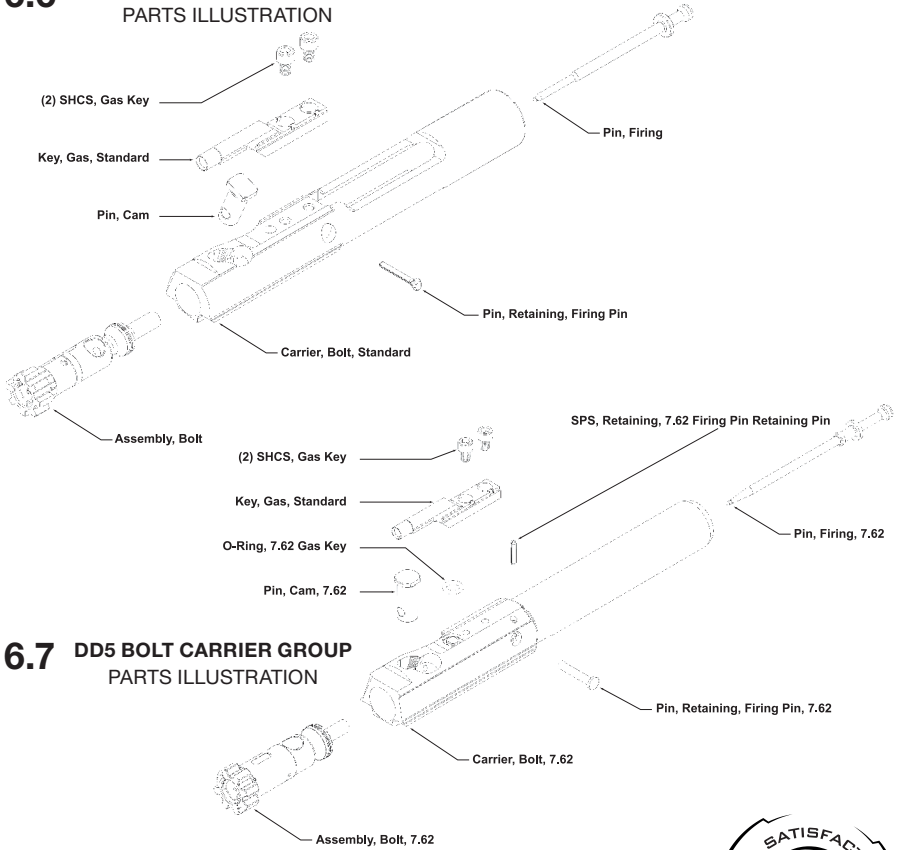 PARTS ILLUSTRATION
(2) SHCS, Gas Key
Key, Gas, Standard
Pin, Cam
Pin, Firing
Pin, Retaining, Firing Pin
Carrier, Bolt, Standard
Assembly, Bolt
SPS, Retaining, 7.62 Firing Pin Retaining Pin
(2) SHCS, Gas Key
Key, Gas, Standard
O-Ring, 7.62 Gas Key
Pin, Cam, 7.62
Pin, Firing, 7.62
6.7 DD5 BOLT CARRIER GROUP
PARTS ILLUSTRATION
Pin, Retaining, Firing Pin, 7.62
Carrier, Bolt, 7.62
Assembly, Bolt, 7.62